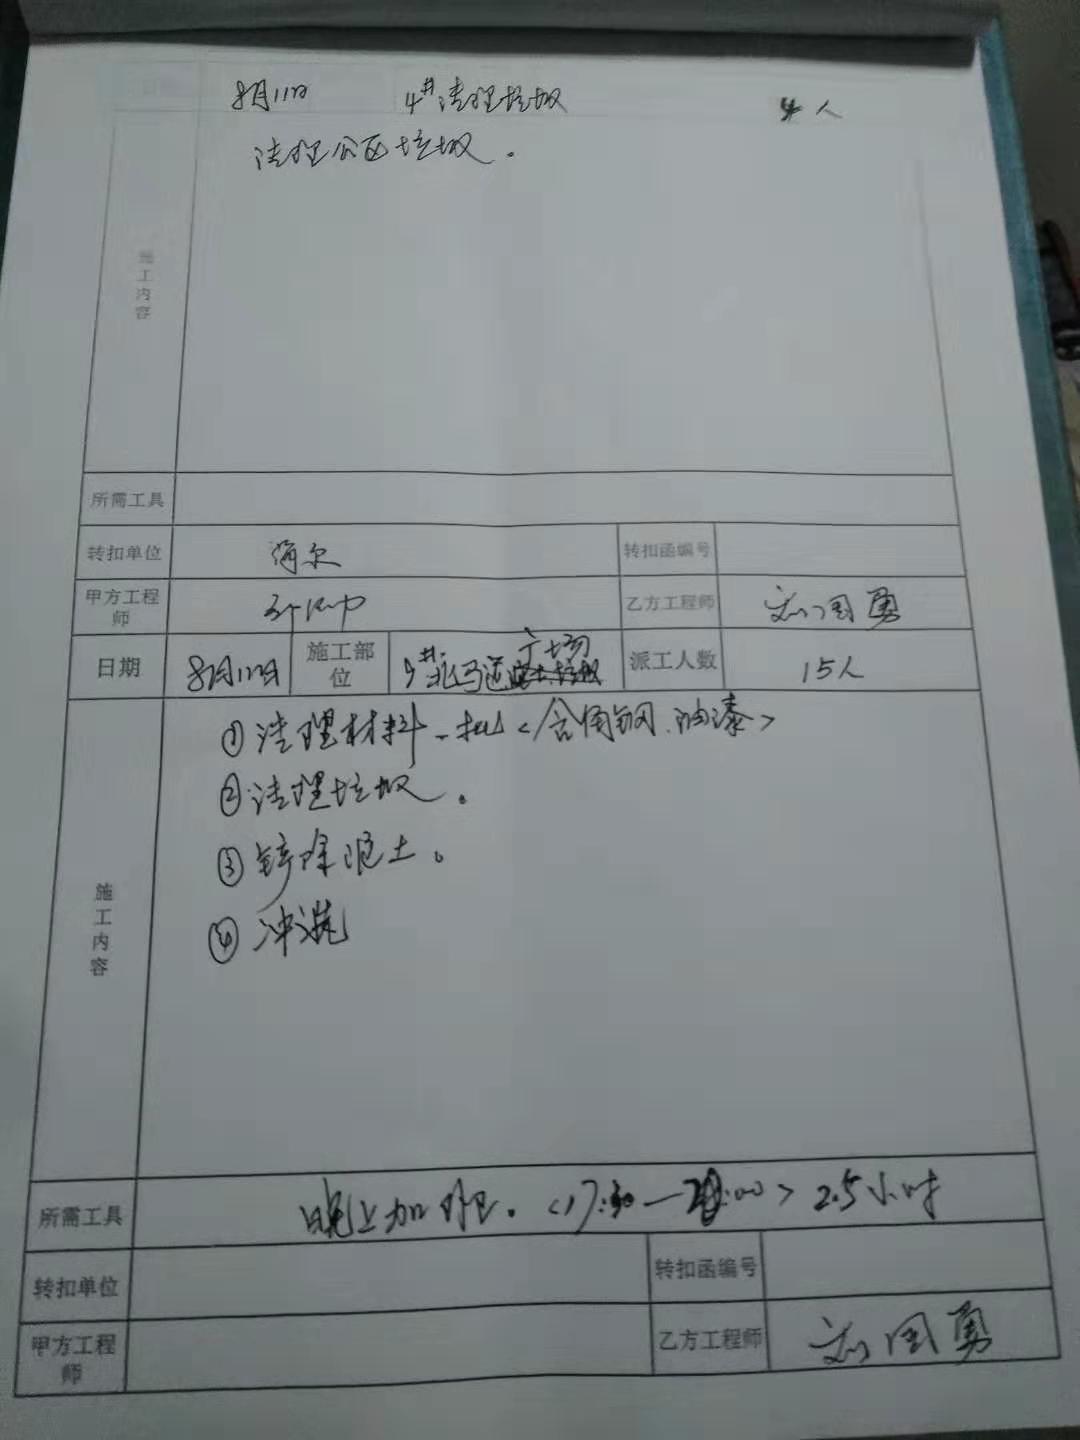 8月11日 4#清理垃圾 4人
清理公区垃圾。
施工内容
所需工具
转扣单位 海尔 转扣函编号
甲方工程师 乙方工程师 刘国勇
日期 8月11日 施工部位 广场 派工人数 15人
①清理材料一批<含角钢.油漆>
②清理垃圾。
③铲除泥土。
④冲洗
施工内容
所需工具 晚上加班。<17:30—20:00>2.5小时
转扣单位 转扣函编号
甲方工程师 乙方工程师 刘国勇